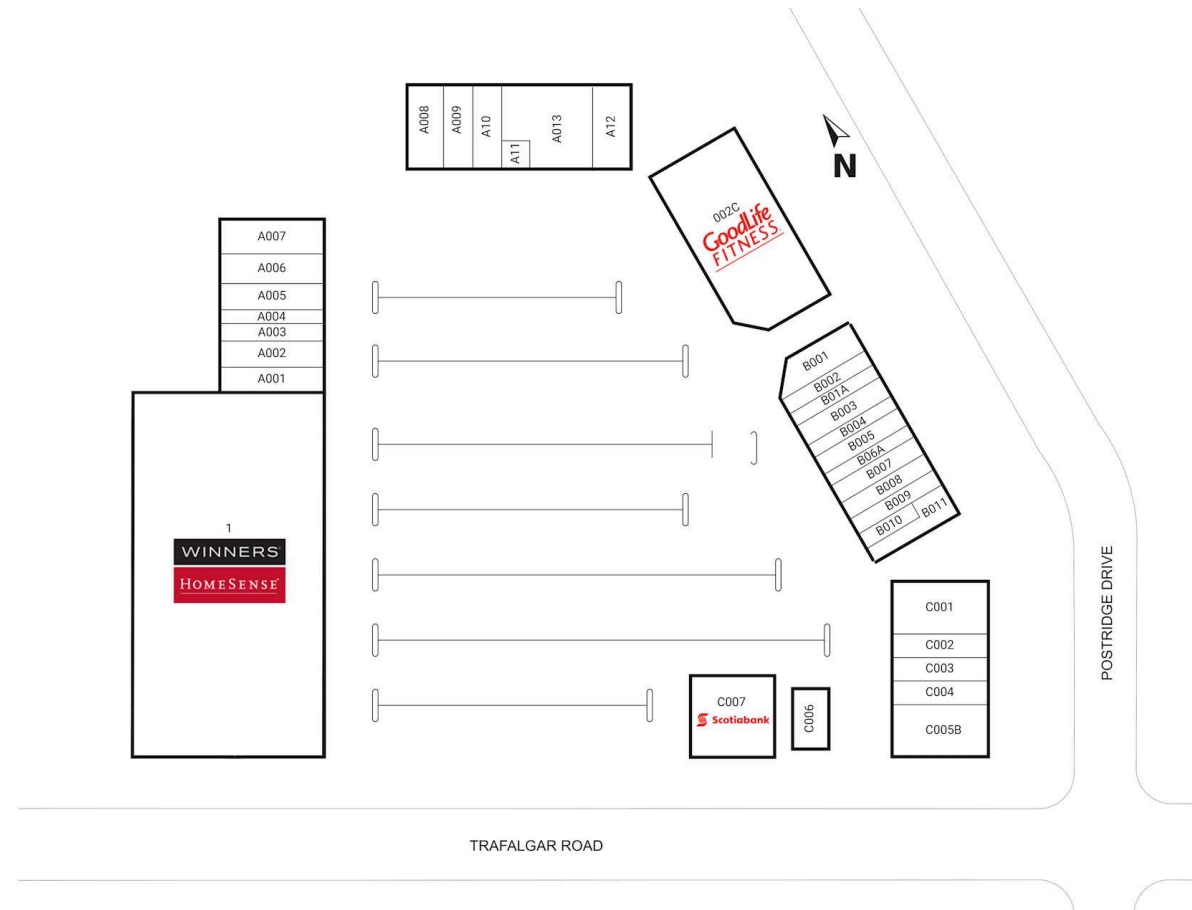 A008
A009
A10
A11
A013
A12
N
002C
GoodLife
FITNESS
A007
A006
A005
A004
A003
A002
A001
1
WINNERS
HOMESENSE
B001
B002
B01A
B003
B004
B005
B06A
B007
B008
B009
B010
B011
C001
C002
C003
C004
C005B
C006
C007
Scotiabank
POSTRIDGE DRIVE
TRAFALGAR ROAD